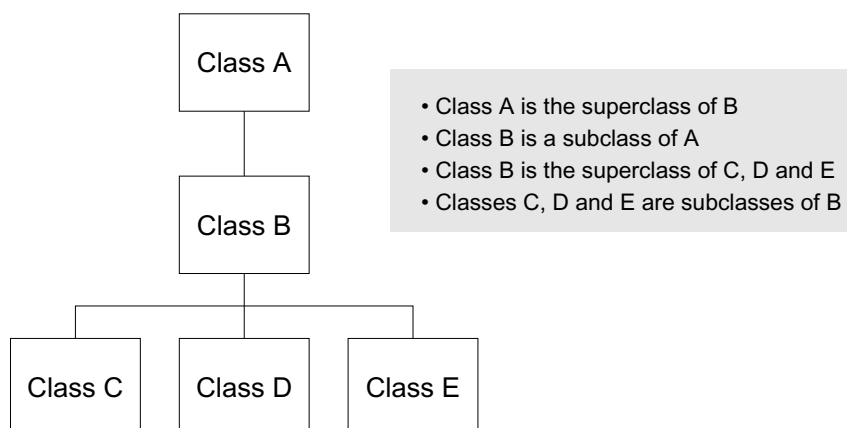 Class A
• Class A is the superclass of B
• Class B is a subclass of A
• Class B is the superclass of C, D and E
• Classes C, D and E are subclasses of B
Class B
Class C
Class D
Class E